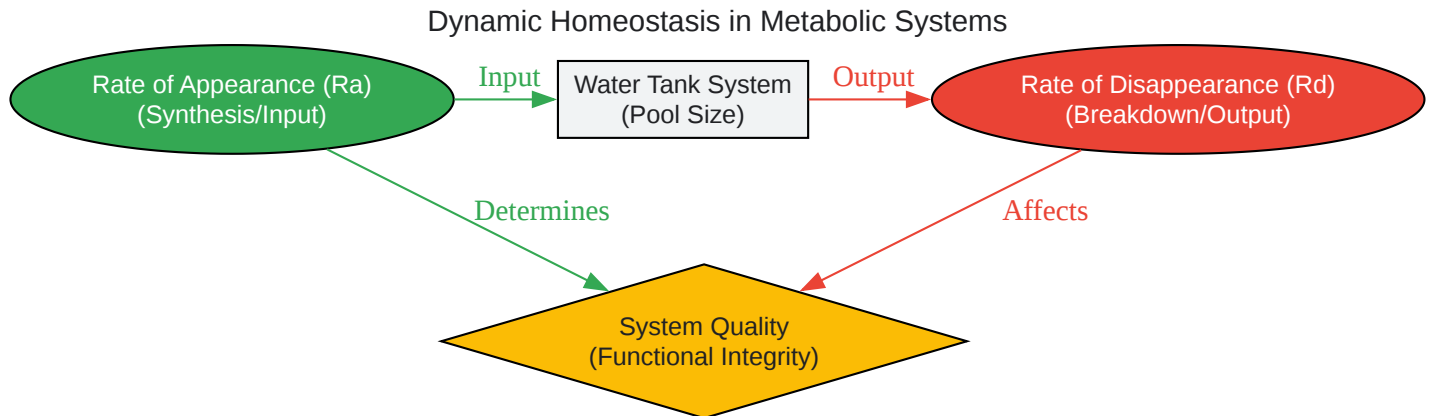 Dynamic Homeostasis in Metabolic Systems
Rate of Appearance (Ra)
(Synthesis/Input)
Input
Water Tank System
(Pool Size)
Output
Rate of Disappearance (Rd)
(Breakdown/Output)
Determines
Affects
System Quality
(Functional Integrity)